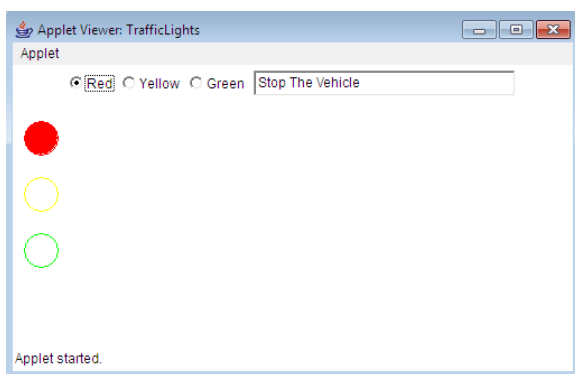 Applet Viewer: TrafficLights
Applet
Red Yellow Green Stop The Vehicle
Applet started.